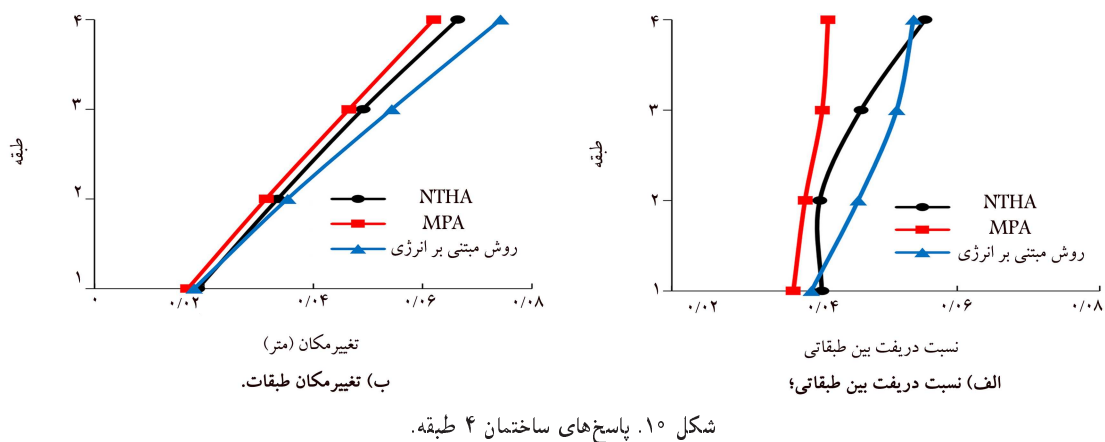 ۴
۳
۲
۱
طبقه
۰
۰/۰۲
۰/۰۴
۰/۰۶
۰/۰۸
NTHA
MPA
روش مبتنی بر انرژی
تغییرمکان (متر)
ب) تغییرمکان طبقات.
۴
۳
۲
۱
طبقه
۰/۰۲
۰/۰۴
۰/۰۶
۰/۰۸
NTHA
MPA
روش مبتنی بر انرژی
نسبت دریفت بین طبقاتی
الف) نسبت دریفت بین طبقاتی؛
شکل ۱۰. پاسخ‌های ساختمان ۴ طبقه.